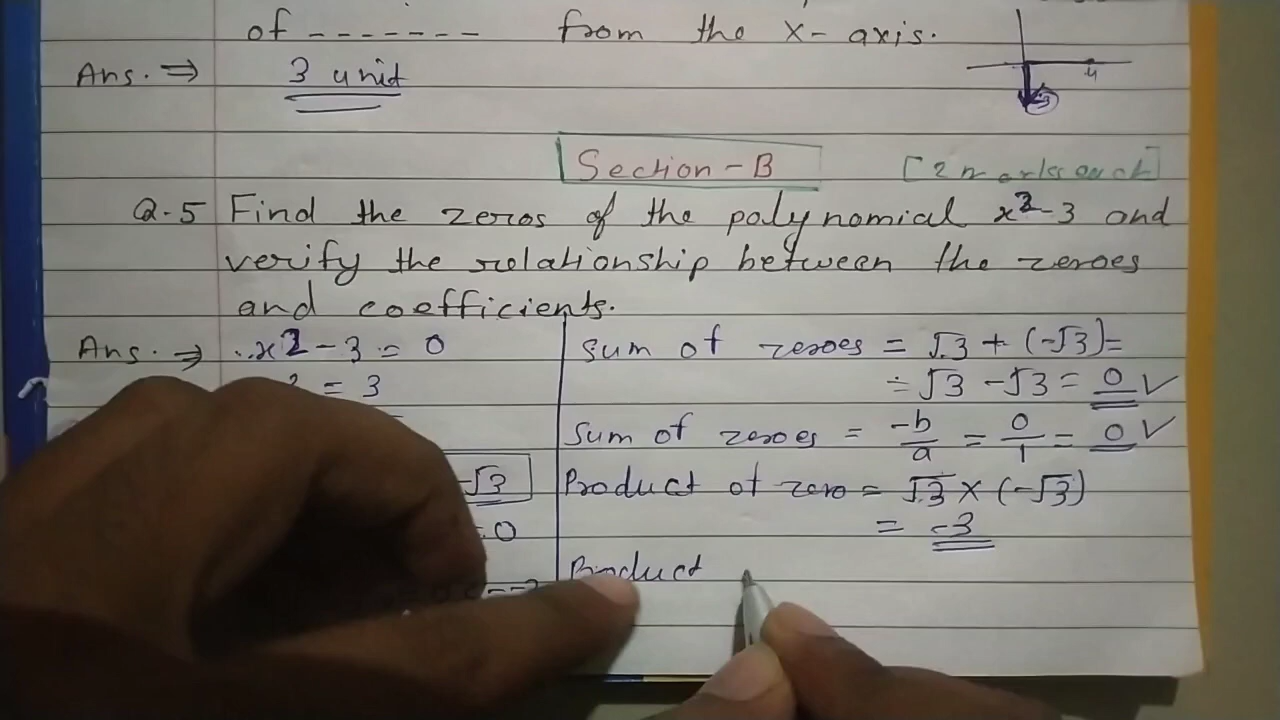 of ------- from the x-axis.
Ans. ⇒ 3 unit
Section-B [2 marks each]
Q.5 Find the zeros of the polynomial x²-3 and
verify the relationship between the zeroes
and coefficients.
Ans. ⇒ x² - 3 = 0
= 3
-√3
= 0
Sum of zeroes = √3 + (-√3) =
= √3 - √3 = 0 ✓
Sum of zeroes = -b/a = 0/1 = 0 ✓
Product of zero = √3 × (-√3)
= -3
Product